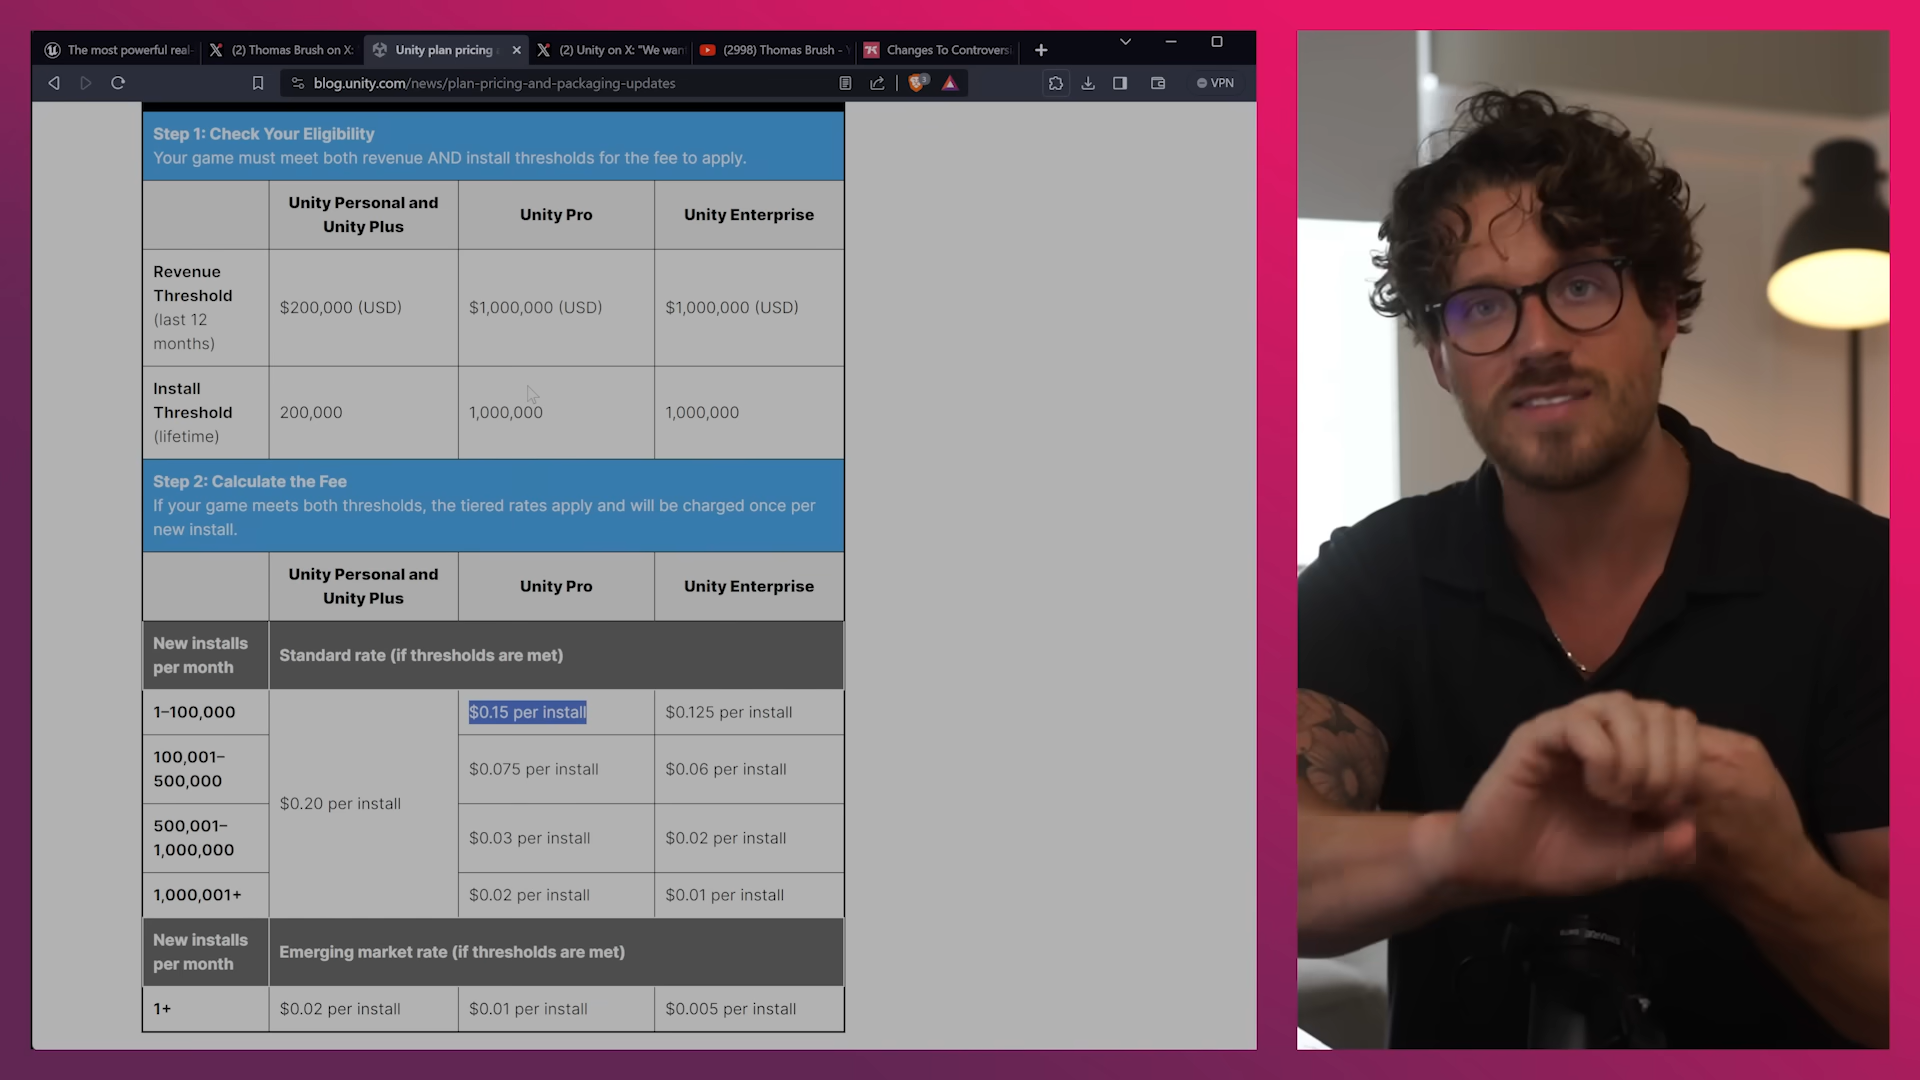 The most powerful real-
(2) Thomas Brush on X:
Unity plan pricing
(2) Unity on X: "We wan
(2998) Thomas Brush -
Changes To Controvers
blog.unity.com/news/plan-pricing-and-packaging-updates
3
VPN
Step 1: Check Your Eligibility
Your game must meet both revenue AND install thresholds for the fee to apply.
Unity Personal and
Unity Plus
Unity Pro
Unity Enterprise
Revenue
Threshold
(last 12
months)
$200,000 (USD)
$1,000,000 (USD)
$1,000,000 (USD)
Install
Threshold
(lifetime)
200,000
1,000,000
1,000,000
Step 2: Calculate the Fee
If your game meets both thresholds, the tiered rates apply and will be charged once per
new install.
Unity Personal and
Unity Plus
Unity Pro
Unity Enterprise
New installs
per month
Standard rate (if thresholds are met)
1–100,000
$0.15 per install
$0.125 per install
100,001–
500,000
$0.075 per install
$0.06 per install
$0.20 per install
500,001–
1,000,000
$0.03 per install
$0.02 per install
1,000,001+
$0.02 per install
$0.01 per install
New installs
per month
Emerging market rate (if thresholds are met)
1+
$0.02 per install
$0.01 per install
$0.005 per install